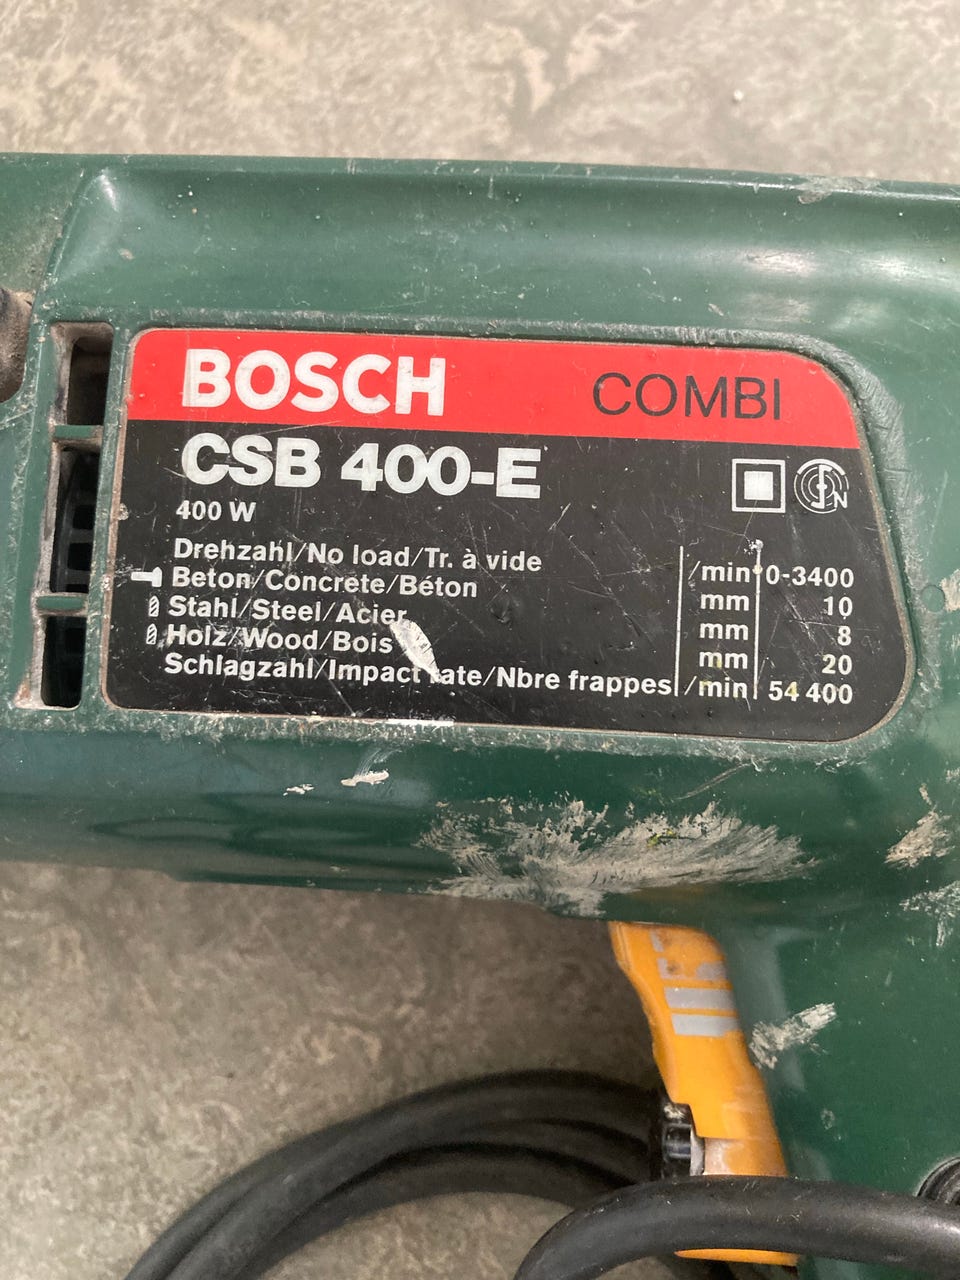 BOSCH COMBI
CSB 400-E
400 W
N
Drehzahl/No load/Tr. à vide /min 0-3400
Beton/Concrete/Béton mm 10
Stahl/Steel/Acier mm 8
Holz/Wood/Bois mm 20
Schlagzahl/Impact rate/Nbre frappes /min 54 400